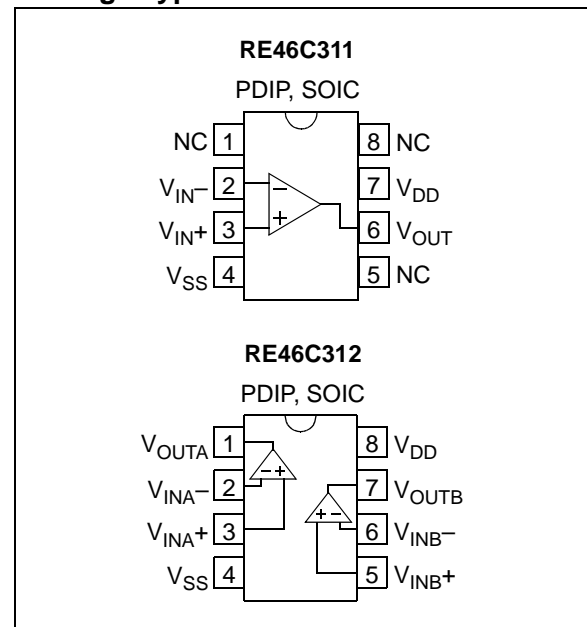 RE46C311
PDIP, SOIC
NC 1 8 NC
VIN– 2 7 VDD
– +
VIN+ 3 6 VOUT
VSS 4 5 NC
RE46C312
PDIP, SOIC
VOUTA 1 8 VDD
– +
VINA– 2 7 VOUTB
+ –
VINA+ 3 6 VINB–
VSS 4 5 VINB+